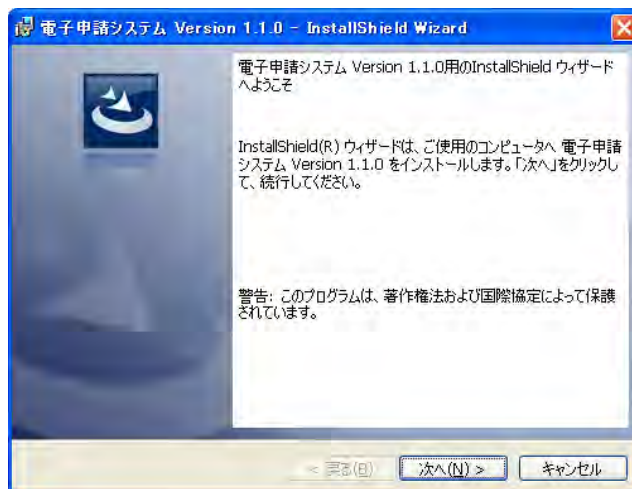 電子申請システム Version 1.1.0 - InstallShield Wizard
電子申請システム Version 1.1.0用のInstallShield ウィザード
へようこそ
InstallShield(R) ウィザードは、ご使用のコンピュータへ 電子申請
システム Version 1.1.0 をインストールします。「次へ」をクリックし
て、続行してください。
警告: このプログラムは、著作権法および国際協定によって保護
されています。
< 戻る(B) 次へ(N) > キャンセル